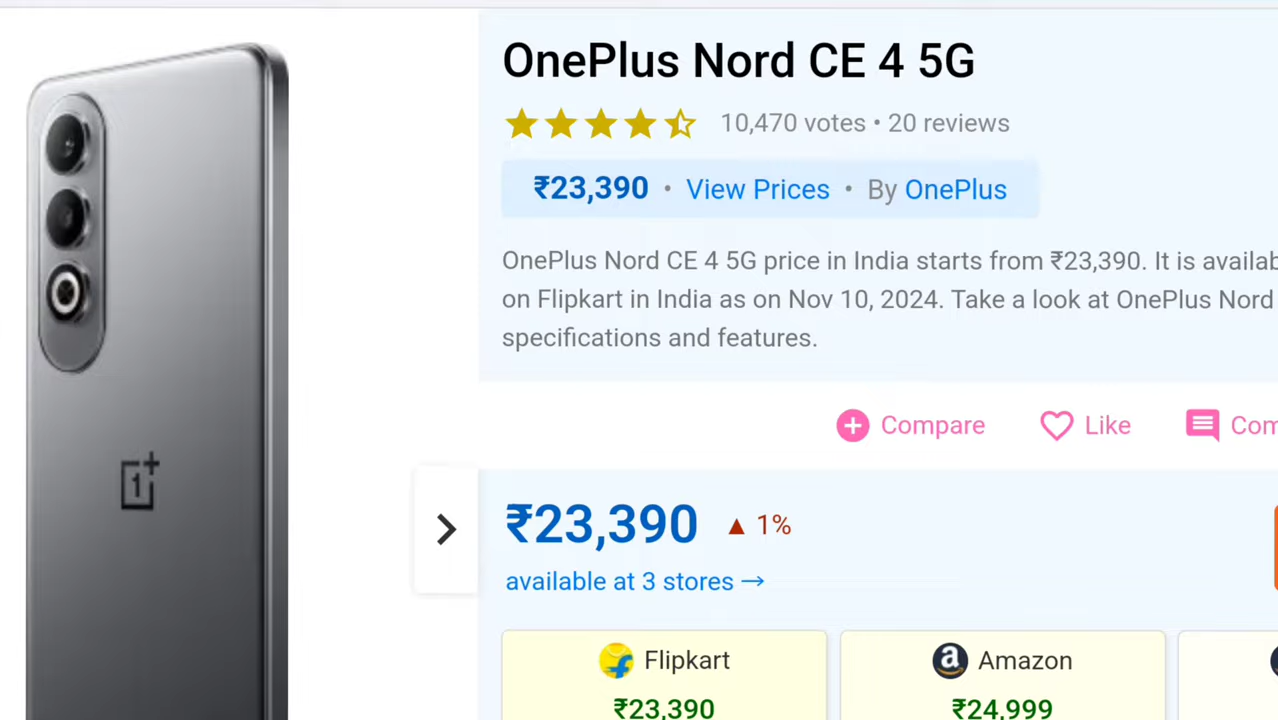 OnePlus Nord CE 4 5G
10,470 votes • 20 reviews
₹23,390 • View Prices • By OnePlus
OnePlus Nord CE 4 5G price in India starts from ₹23,390. It is
on Flipkart in India as on Nov 10, 2024. Take a look at OnePlus Nord
specifications and features.
Compare Like
₹23,390 ▲ 1%
available at 3 stores →
Flipkart Amazon
₹23,390 ₹24,999